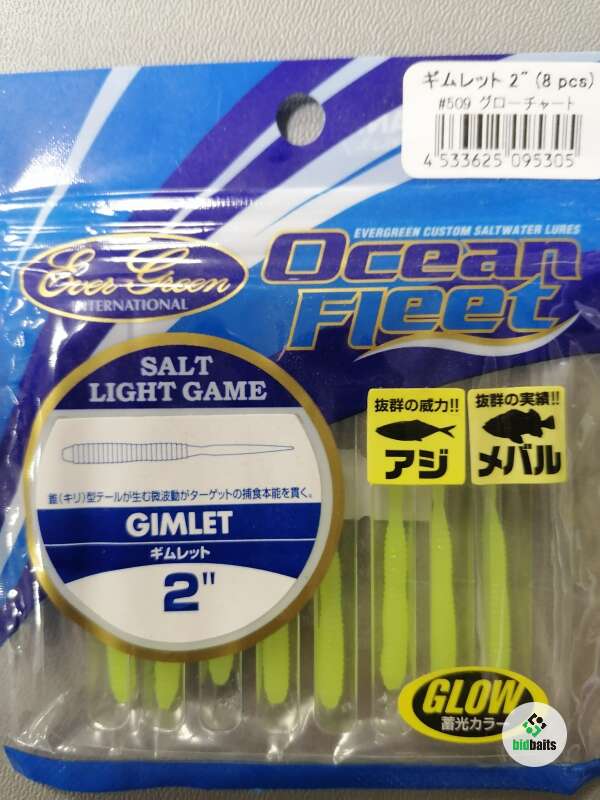 ギムレット 2" (8 pcs)
#509 グローチャート
4 533625 095305
EVERGREEN CUSTOM SALTWATER LURES
Ocean
Fleet
Ever Green
INTERNATIONAL
SALT
LIGHT GAME
錐(キリ)型テールが生む微波動がターゲットの捕食本能を貫く。
GIMLET
ギムレット
2"
抜群の威力!!
アジ
抜群の実績!!
メバル
GLOW
蓄光カラー
bidbaits